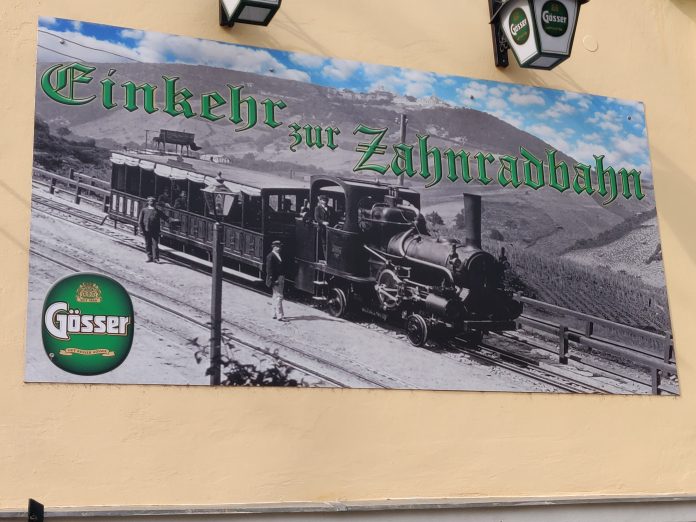 Gösser
Gösser
Einkehr zur Zahnradbahn
Gösser